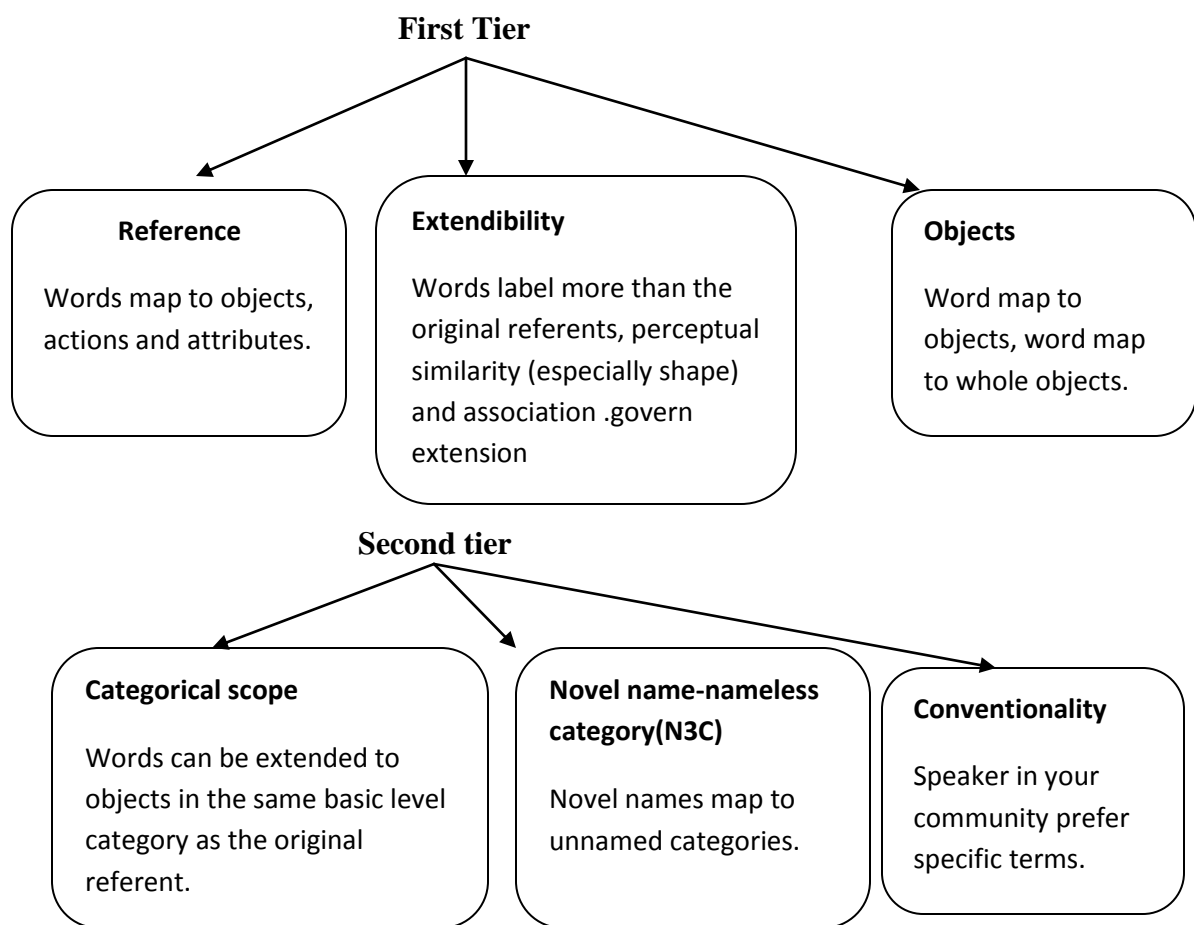 First Tier
Reference
Words map to objects,
actions and attributes.
Extendibility
Words label more than the
original referents, perceptual
similarity (especially shape)
and association .govern
extension
Objects
Word map to
objects, word map
to whole objects.
Second tier
Categorical scope
Words can be extended to
objects in the same basic level
category as the original
referent.
Novel name-nameless
category(N3C)
Novel names map to
unnamed categories.
Conventionality
Speaker in your
community prefer
specific terms.